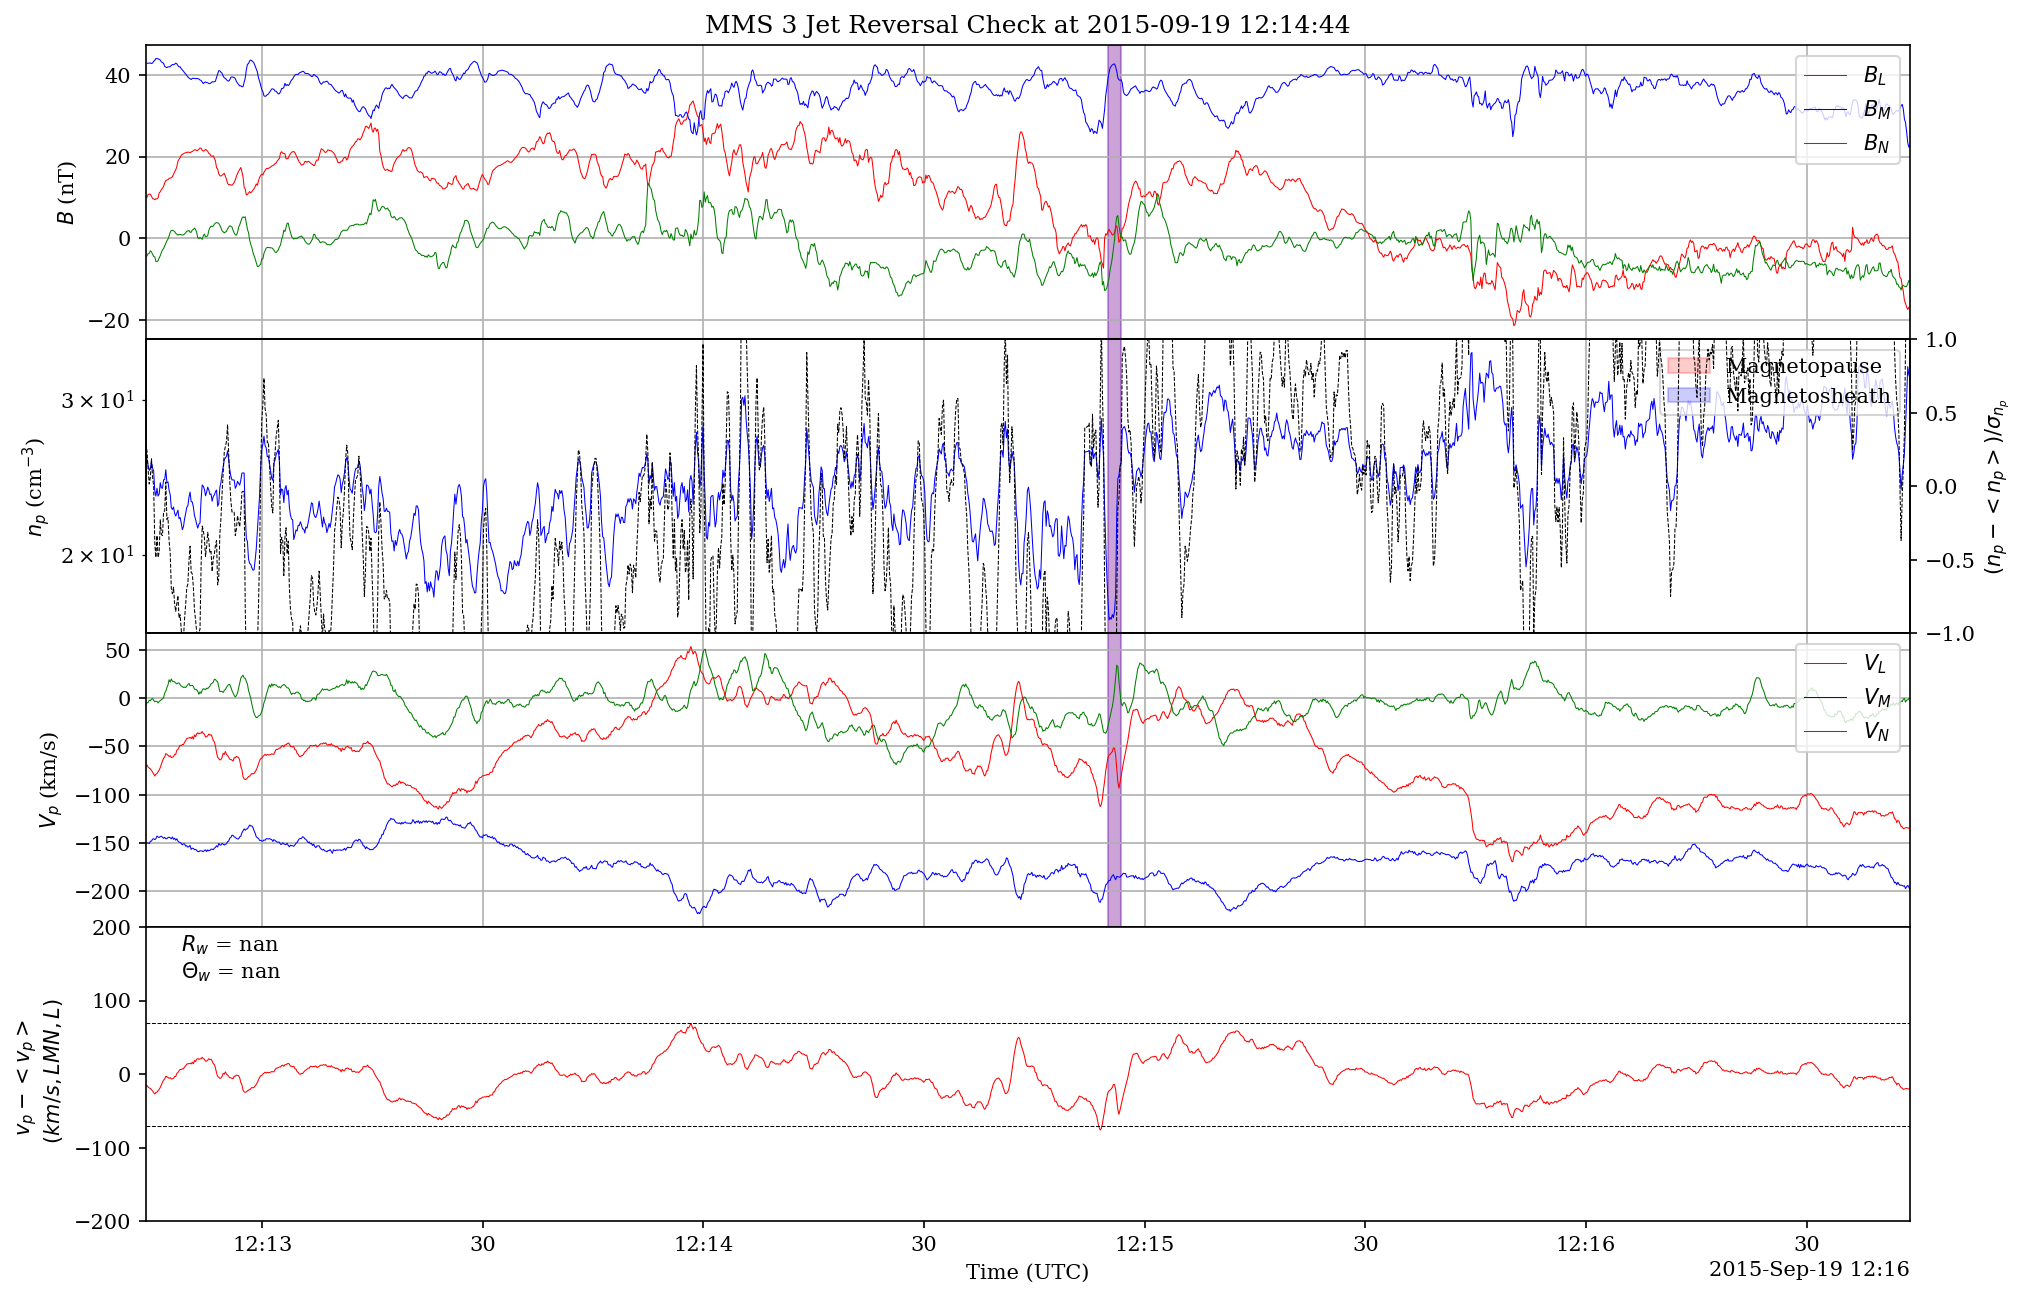 MMS 3 Jet Reversal Check at 2015-09-19 12:14:44
40
20
0
−20
B (nT)
B_L
B_M
B_N
3 × 10^1
2 × 10^1
n_p (cm^−3)
Magnetopause
Magnetosheath
1.0
0.5
0.0
−0.5
−1.0
(n_p − < n_p >)/σ_{n_p}
50
0
−50
−100
−150
−200
V_p (km/s)
V_L
V_M
V_N
200
100
0
−100
−200
v_p − < v_p >
(km/s, LMN, L)
R_w = nan
Θ_w = nan
12:13
30
12:14
30
12:15
30
12:16
30
Time (UTC)
2015-Sep-19 12:16